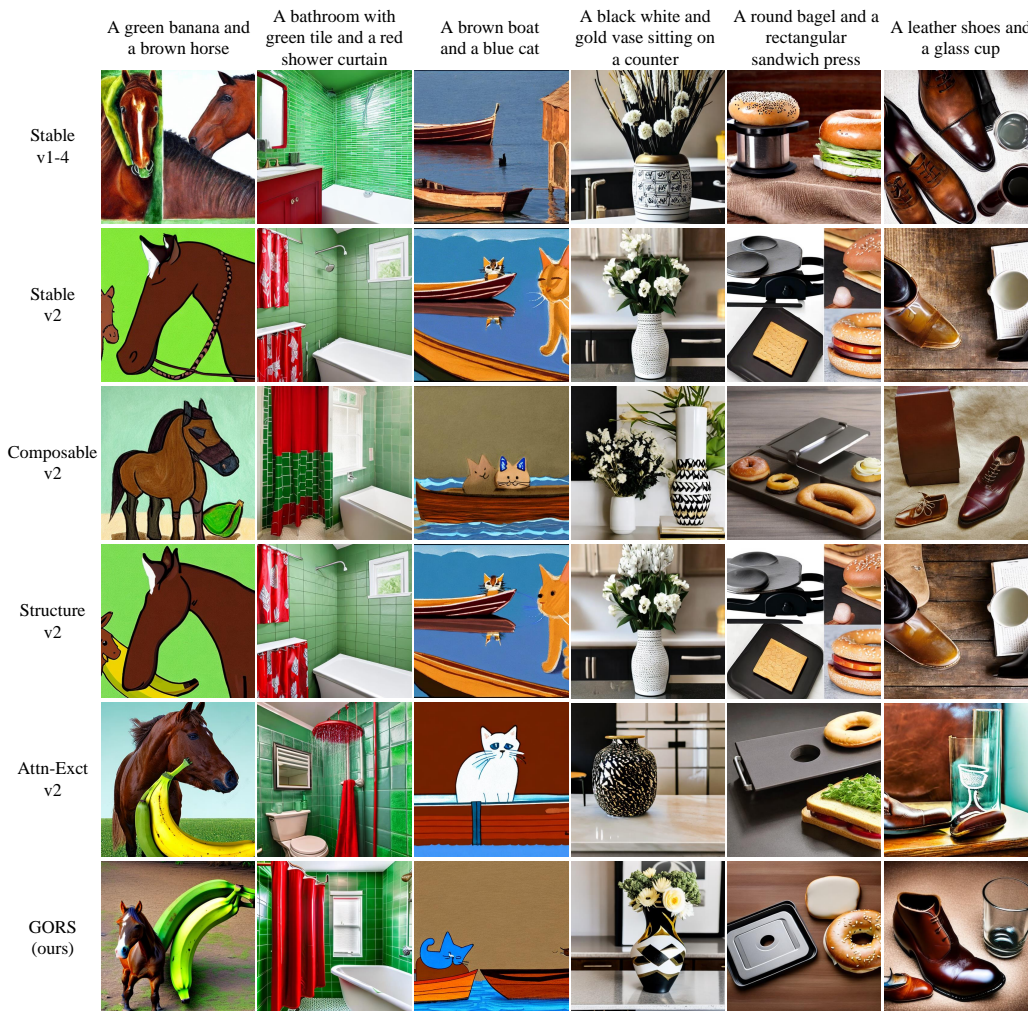 A green banana and
a brown horse
A bathroom with
green tile and a red
shower curtain
A brown boat
and a blue cat
A black white and
gold vase sitting on
a counter
A round bagel and a
rectangular
sandwich press
A leather shoes and
a glass cup
Stable
v1-4
Stable
v2
Composable
v2
Structure
v2
Attn-Exct
v2
GORS
(ours)